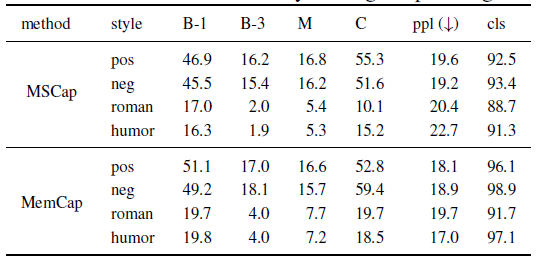 method style B-1 B-3 M C ppl (↓) cls
pos 46.9 16.2 16.8 55.3 19.6 92.5
neg 45.5 15.4 16.2 51.6 19.2 93.4
MSCap
roman 17.0 2.0 5.4 10.1 20.4 88.7
humor 16.3 1.9 5.3 15.2 22.7 91.3
pos 51.1 17.0 16.6 52.8 18.1 96.1
neg 49.2 18.1 15.7 59.4 18.9 98.9
MemCap
roman 19.7 4.0 7.7 19.7 19.7 91.7
humor 19.8 4.0 7.2 18.5 17.0 97.1